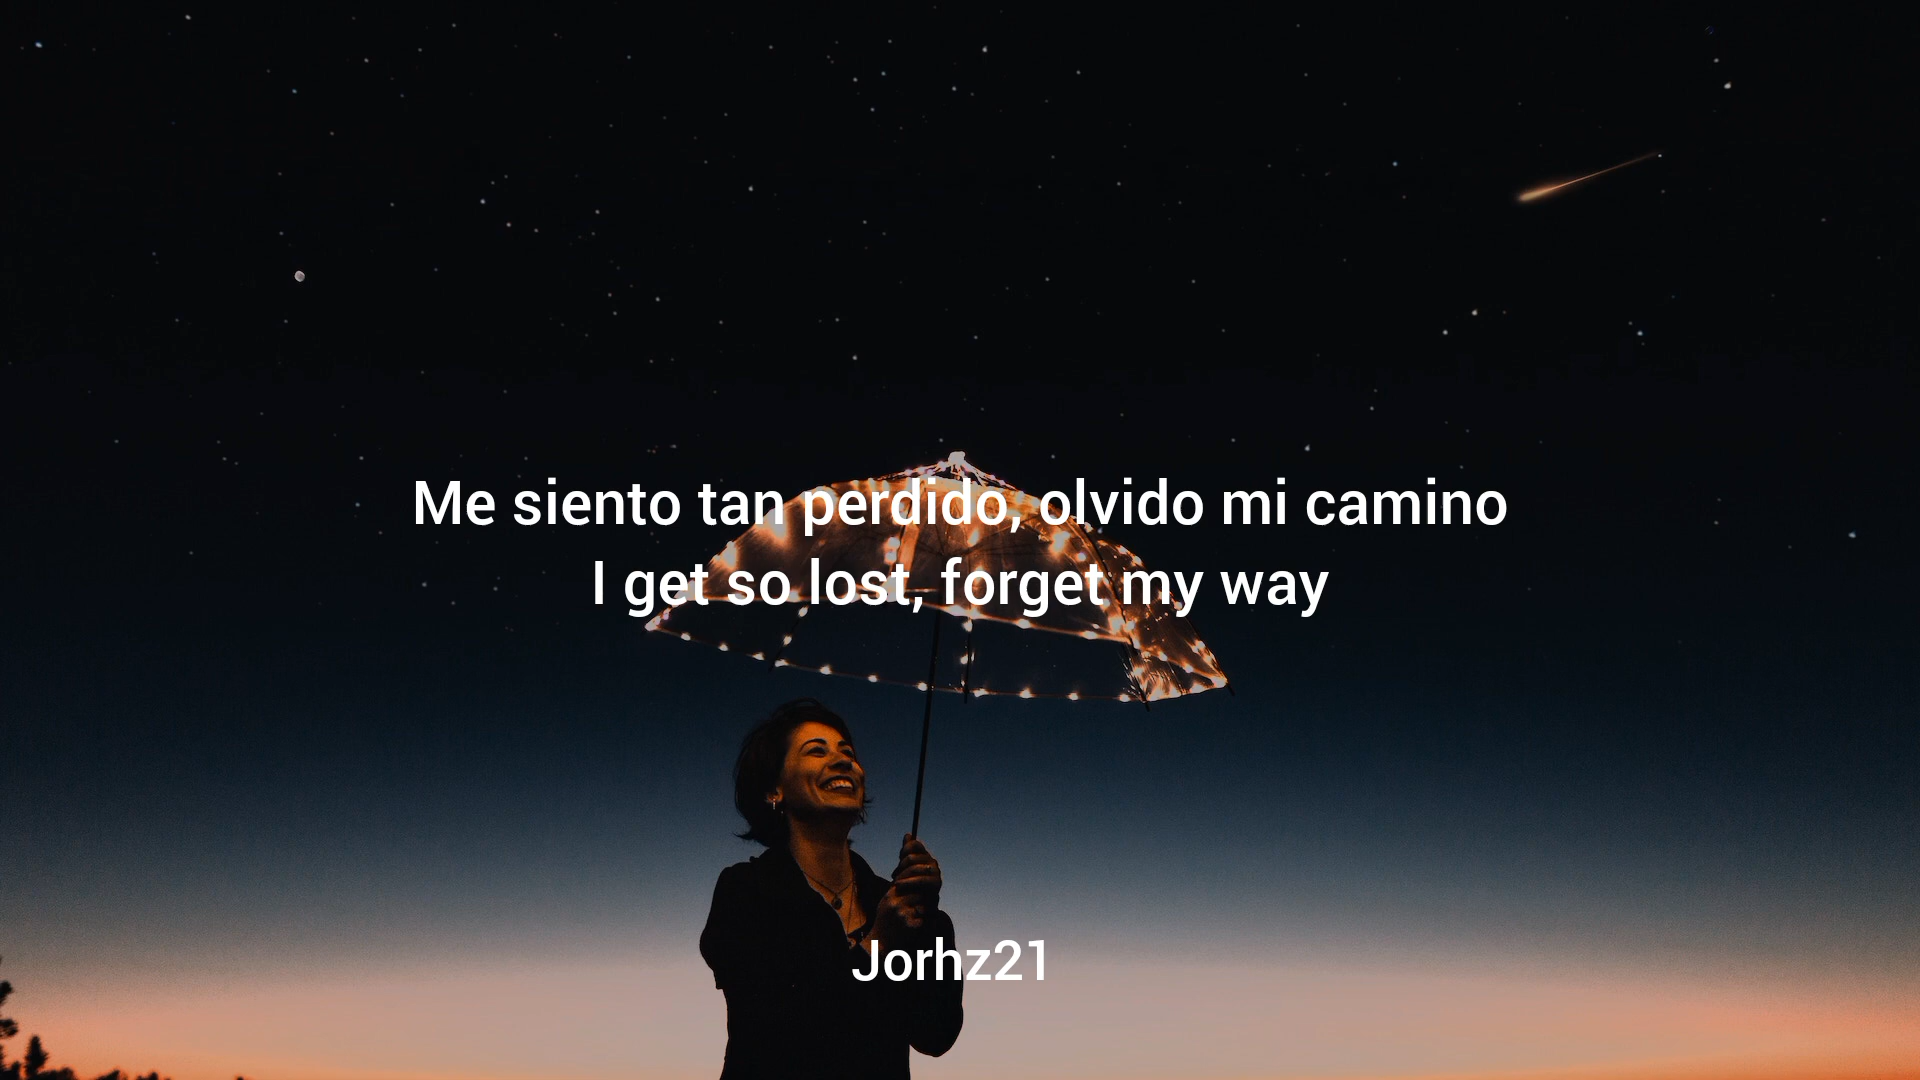 Me siento tan perdido, olvido mi camino
I get so lost, forget my way
Jorhz21